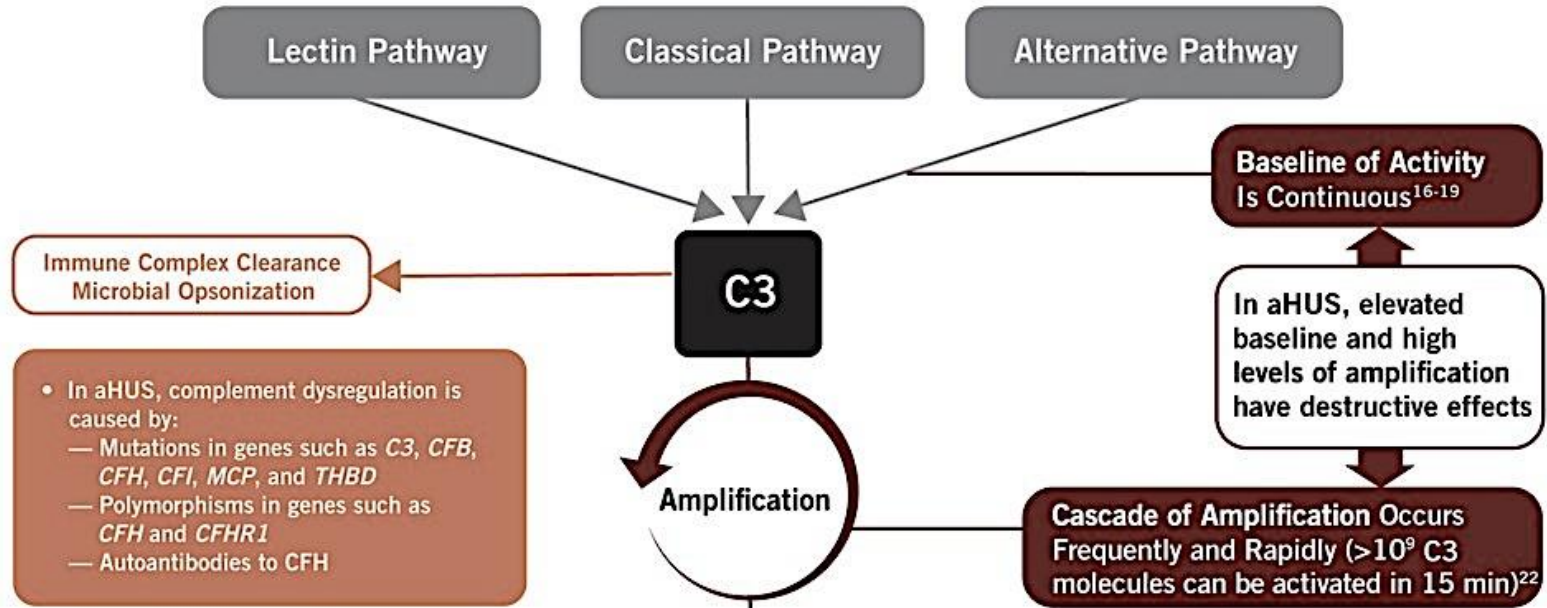 Lectin Pathway
Classical Pathway
Alternative Pathway
Baseline of Activity
Is Continuous16-19
Immune Complex Clearance
Microbial Opsonization
C3
In aHUS, elevated
baseline and high
levels of amplification
have destructive effects
• In aHUS, complement dysregulation is
caused by:
— Mutations in genes such as C3, CFB,
CFH, CFI, MCP, and THBD
— Polymorphisms in genes such as
CFH and CFHR1
— Autoantibodies to CFH
Amplification
Cascade of Amplification Occurs
Frequently and Rapidly (>10⁹ C3
molecules can be activated in 15 min)²²